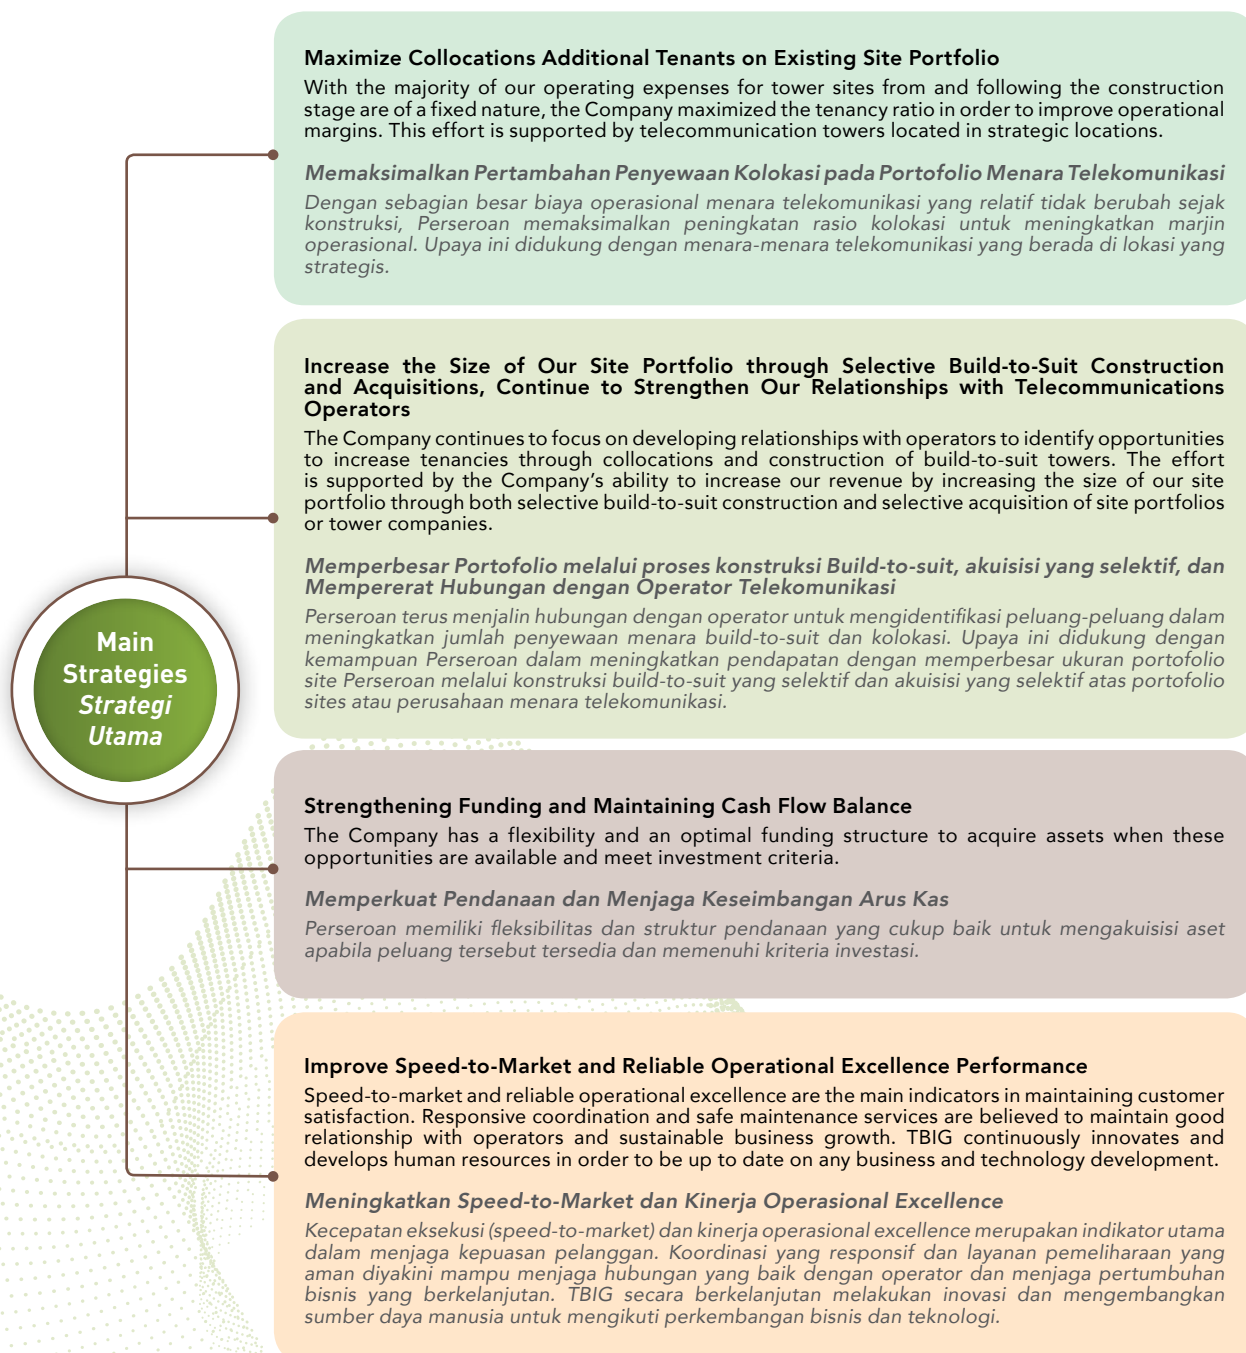 Maximize Collocations Additional Tenants on Existing Site Portfolio
With the majority of our operating expenses for tower sites from and following the construction
stage are of a fixed nature, the Company maximized the tenancy ratio in order to improve operational
margins. This effort is supported by telecommunication towers located in strategic locations.
Memaksimalkan Pertambahan Penyewaan Kolokasi pada Portofolio Menara Telekomunikasi
Dengan sebagian besar biaya operasional menara telekomunikasi yang relatif tidak berubah sejak
konstruksi, Perseroan memaksimalkan peningkatan rasio kolokasi untuk meningkatkan marjin
operasional. Upaya ini didukung dengan menara-menara telekomunikasi yang berada di lokasi yang
strategis.
Increase the Size of Our Site Portfolio through Selective Build-to-Suit Construction
and Acquisitions, Continue to Strengthen Our Relationships with Telecommunications
Operators
The Company continues to focus on developing relationships with operators to identify opportunities
to increase tenancies through collocations and construction of build-to-suit towers. The effort
is supported by the Company's ability to increase our revenue by increasing the size of our site
portfolio through both selective build-to-suit construction and selective acquisition of site portfolios
or tower companies.
Memperbesar Portofolio melalui proses konstruksi Build-to-suit, akuisisi yang selektif, dan
Mempererat Hubungan dengan Operator Telekomunikasi
Perseroan terus menjalin hubungan dengan operator untuk mengidentifikasi peluang-peluang dalam
meningkatkan jumlah penyewaan menara build-to-suit dan kolokasi. Upaya ini didukung dengan
kemampuan Perseroan dalam meningkatkan pendapatan dengan memperbesar ukuran portofolio
site Perseroan melalui konstruksi build-to-suit yang selektif dan akuisisi yang selektif atas portofolio
sites atau perusahaan menara telekomunikasi.
Main
Strategies
Strategi
Utama
Strengthening Funding and Maintaining Cash Flow Balance
The Company has a flexibility and an optimal funding structure to acquire assets when these
opportunities are available and meet investment criteria.
Memperkuat Pendanaan dan Menjaga Keseimbangan Arus Kas
Perseroan memiliki fleksibilitas dan struktur pendanaan yang cukup baik untuk mengakuisisi aset
apabila peluang tersebut tersedia dan memenuhi kriteria investasi.
Improve Speed-to-Market and Reliable Operational Excellence Performance
Speed-to-market and reliable operational excellence are the main indicators in maintaining customer
satisfaction. Responsive coordination and safe maintenance services are believed to maintain good
relationship with operators and sustainable business growth. TBIG continuously innovates and
develops human resources in order to be up to date on any business and technology development.
Meningkatkan Speed-to-Market dan Kinerja Operasional Excellence
Kecepatan eksekusi (speed-to-market) dan kinerja operasional excellence merupakan indikator utama
dalam menjaga kepuasan pelanggan. Koordinasi yang responsif dan layanan pemeliharaan yang
aman diyakini mampu menjaga hubungan yang baik dengan operator dan menjaga pertumbuhan
bisnis yang berkelanjutan. TBIG secara berkelanjutan melakukan inovasi dan mengembangkan
sumber daya manusia untuk mengikuti perkembangan bisnis dan teknologi.